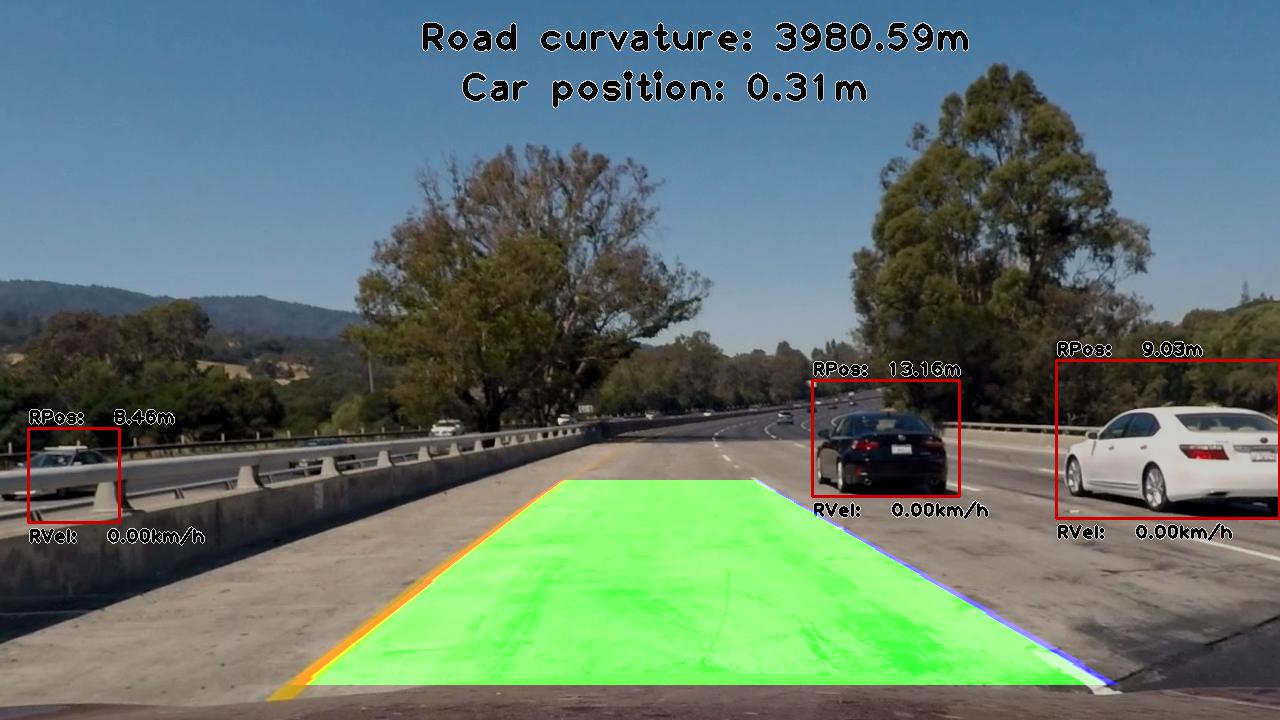 Road curvature: 3980.59m
Car position: 0.31m
RPos: 9.03m
RPos: 13.16m
RPos: 8.46m
RVel: 0.00km/h
RVel: 0.00km/h
RVel: 0.00km/h